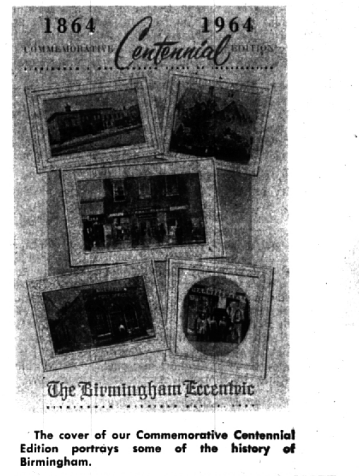 1864 1964
COMMEMORATIVE Centennial EDITION
The Birmingham Eccentric
The cover of our Commemorative Centennial
Edition portrays some of the history of
Birmingham.